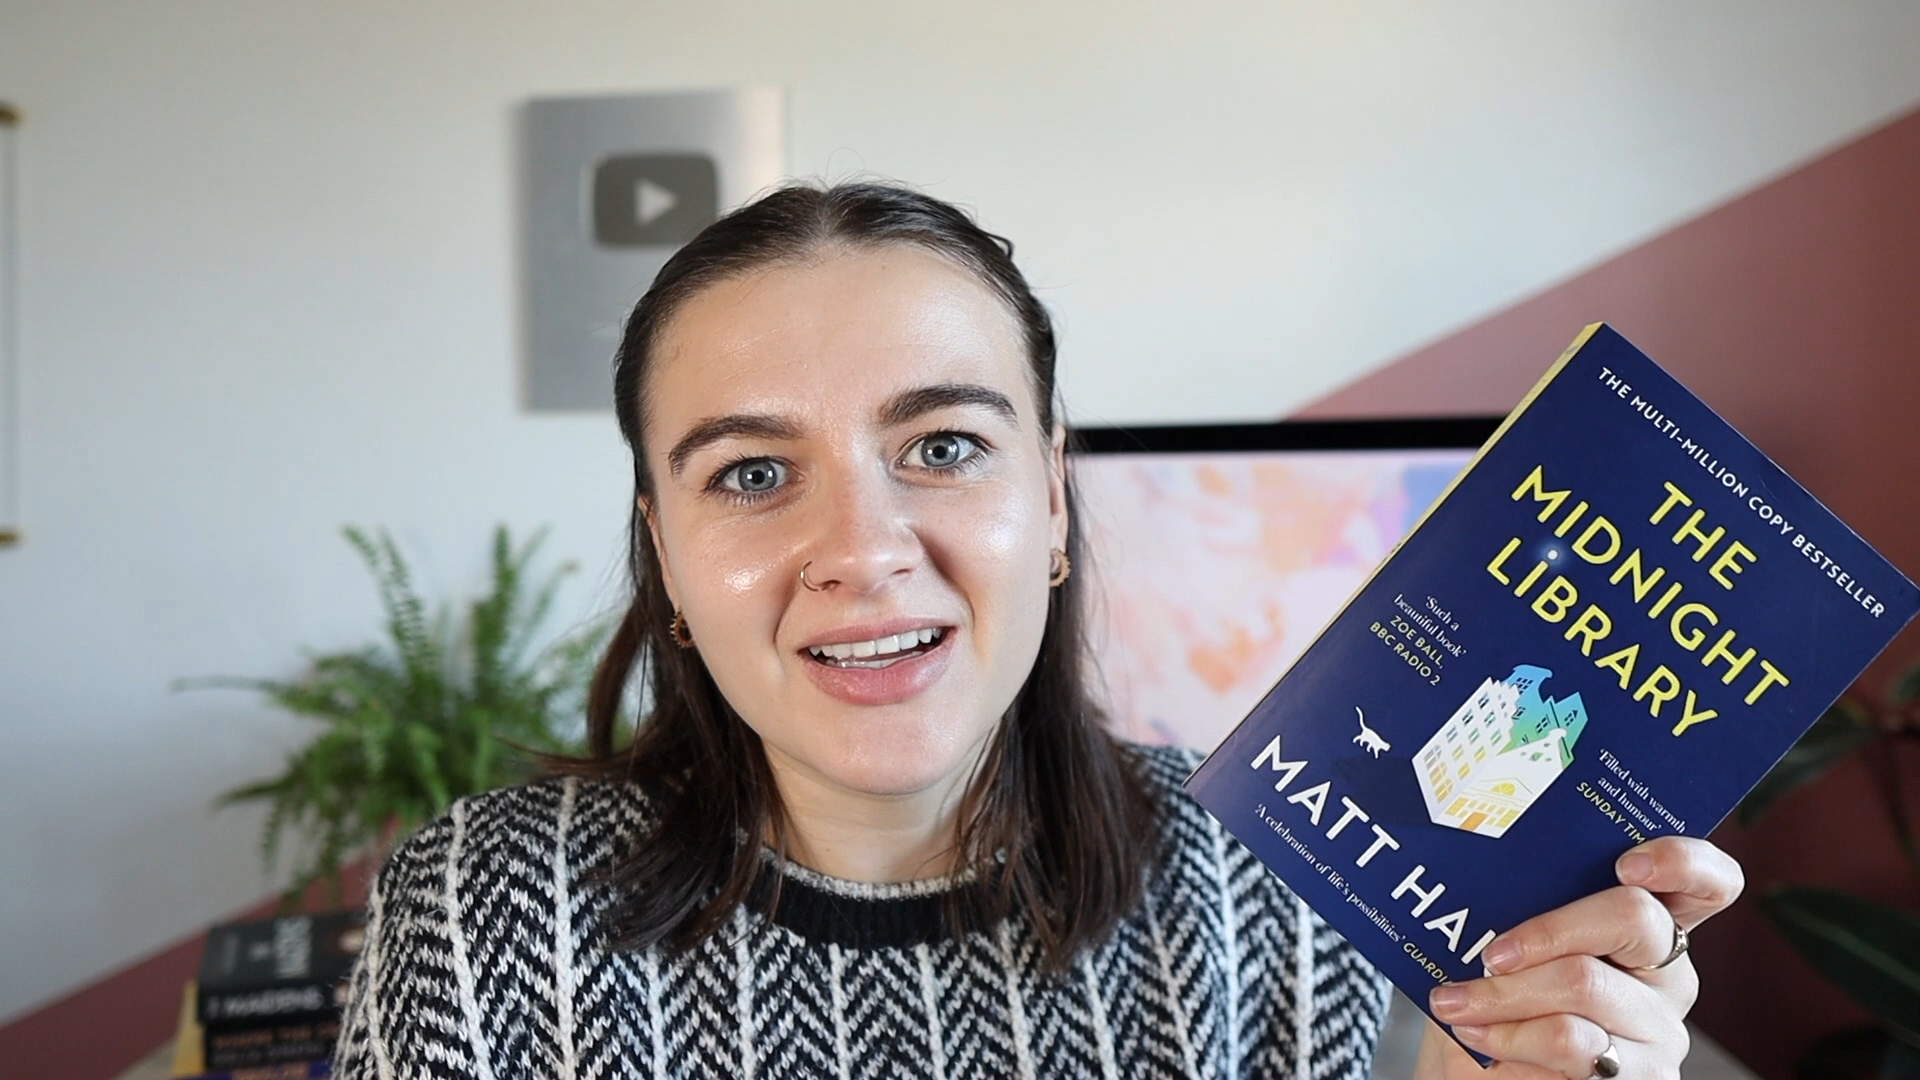 THE MULTI-MILLION COPY BESTSELLER
THE
MIDNIGHT
LIBRARY
'Such a
beautiful book'
ZOE BALL,
BBC RADIO 2
'Filled with warmth
and humour'
SUNDAY TIM
MATT HAI
'A celebration of life's possibilities' GUARDI